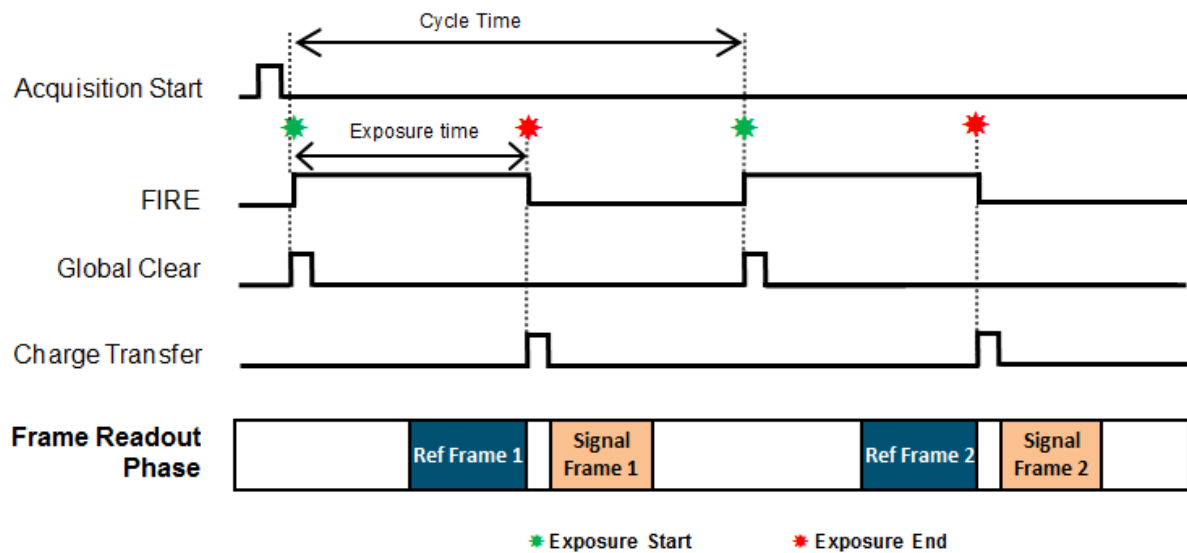 Cycle Time
Acquisition Start
Exposure time
FIRE
Global Clear
Charge Transfer
Frame Readout
Phase
Ref Frame 1
Signal
Frame 1
Ref Frame 2
Signal
Frame 2
Exposure Start
Exposure End